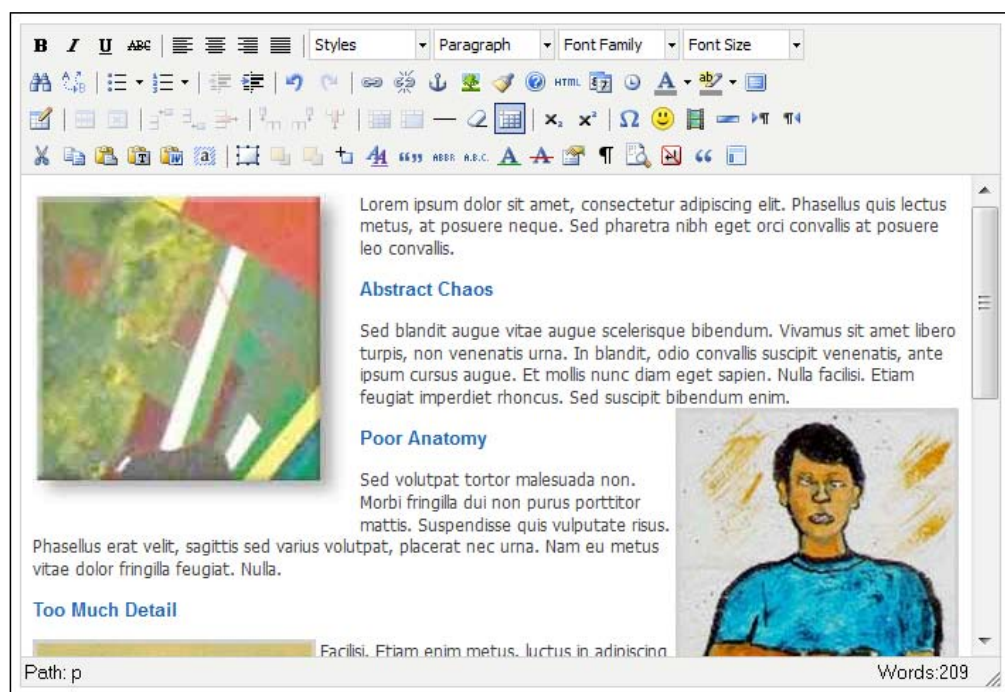 B I U ABC Styles Paragraph Font Family Font Size
HTML
ABBR A.B.C.
Lorem ipsum dolor sit amet, consectetur adipiscing elit. Phasellus quis lectus
metus, at posuere neque. Sed pharetra nibh eget orci convallis at posuere
leo convallis.
Abstract Chaos
Sed blandit augue vitae augue scelerisque bibendum. Vivamus sit amet libero
turpis, non venenatis urna. In blandit, odio convallis suscipit venenatis, ante
ipsum cursus augue. Et mollis nunc diam eget sapien. Nulla facilisi. Etiam
feugiat imperdiet rhoncus. Sed suscipit bibendum enim.
Poor Anatomy
Sed volutpat tortor malesuada non.
Morbi fringilla dui non purus porttitor
mattis. Suspendisse quis vulputate risus.
Phasellus erat velit, sagittis sed varius volutpat, placerat nec urna. Nam eu metus
vitae dolor fringilla feugiat. Nulla.
Too Much Detail
Facilisi. Etiam enim metus, luctus in adipiscing
Path: p Words:209